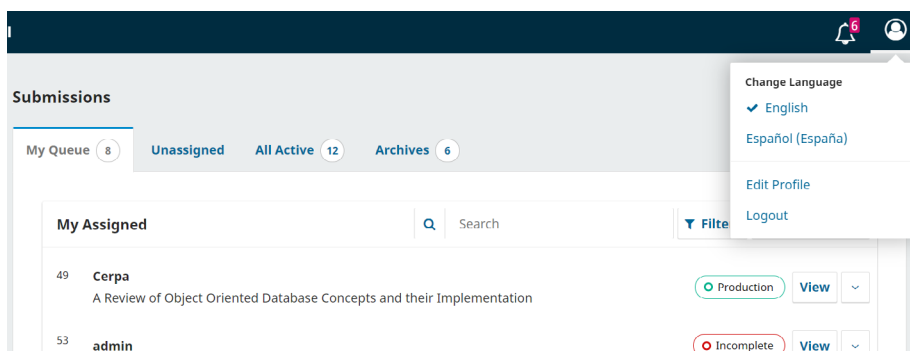 6
Change Language
English
Español (España)
Edit Profile
Logout
Submissions
My Queue 8 Unassigned All Active 12 Archives 6
My Assigned Search
49 Cerpa Production View
A Review of Object Oriented Database Concepts and their Implementation
53 admin Incomplete View